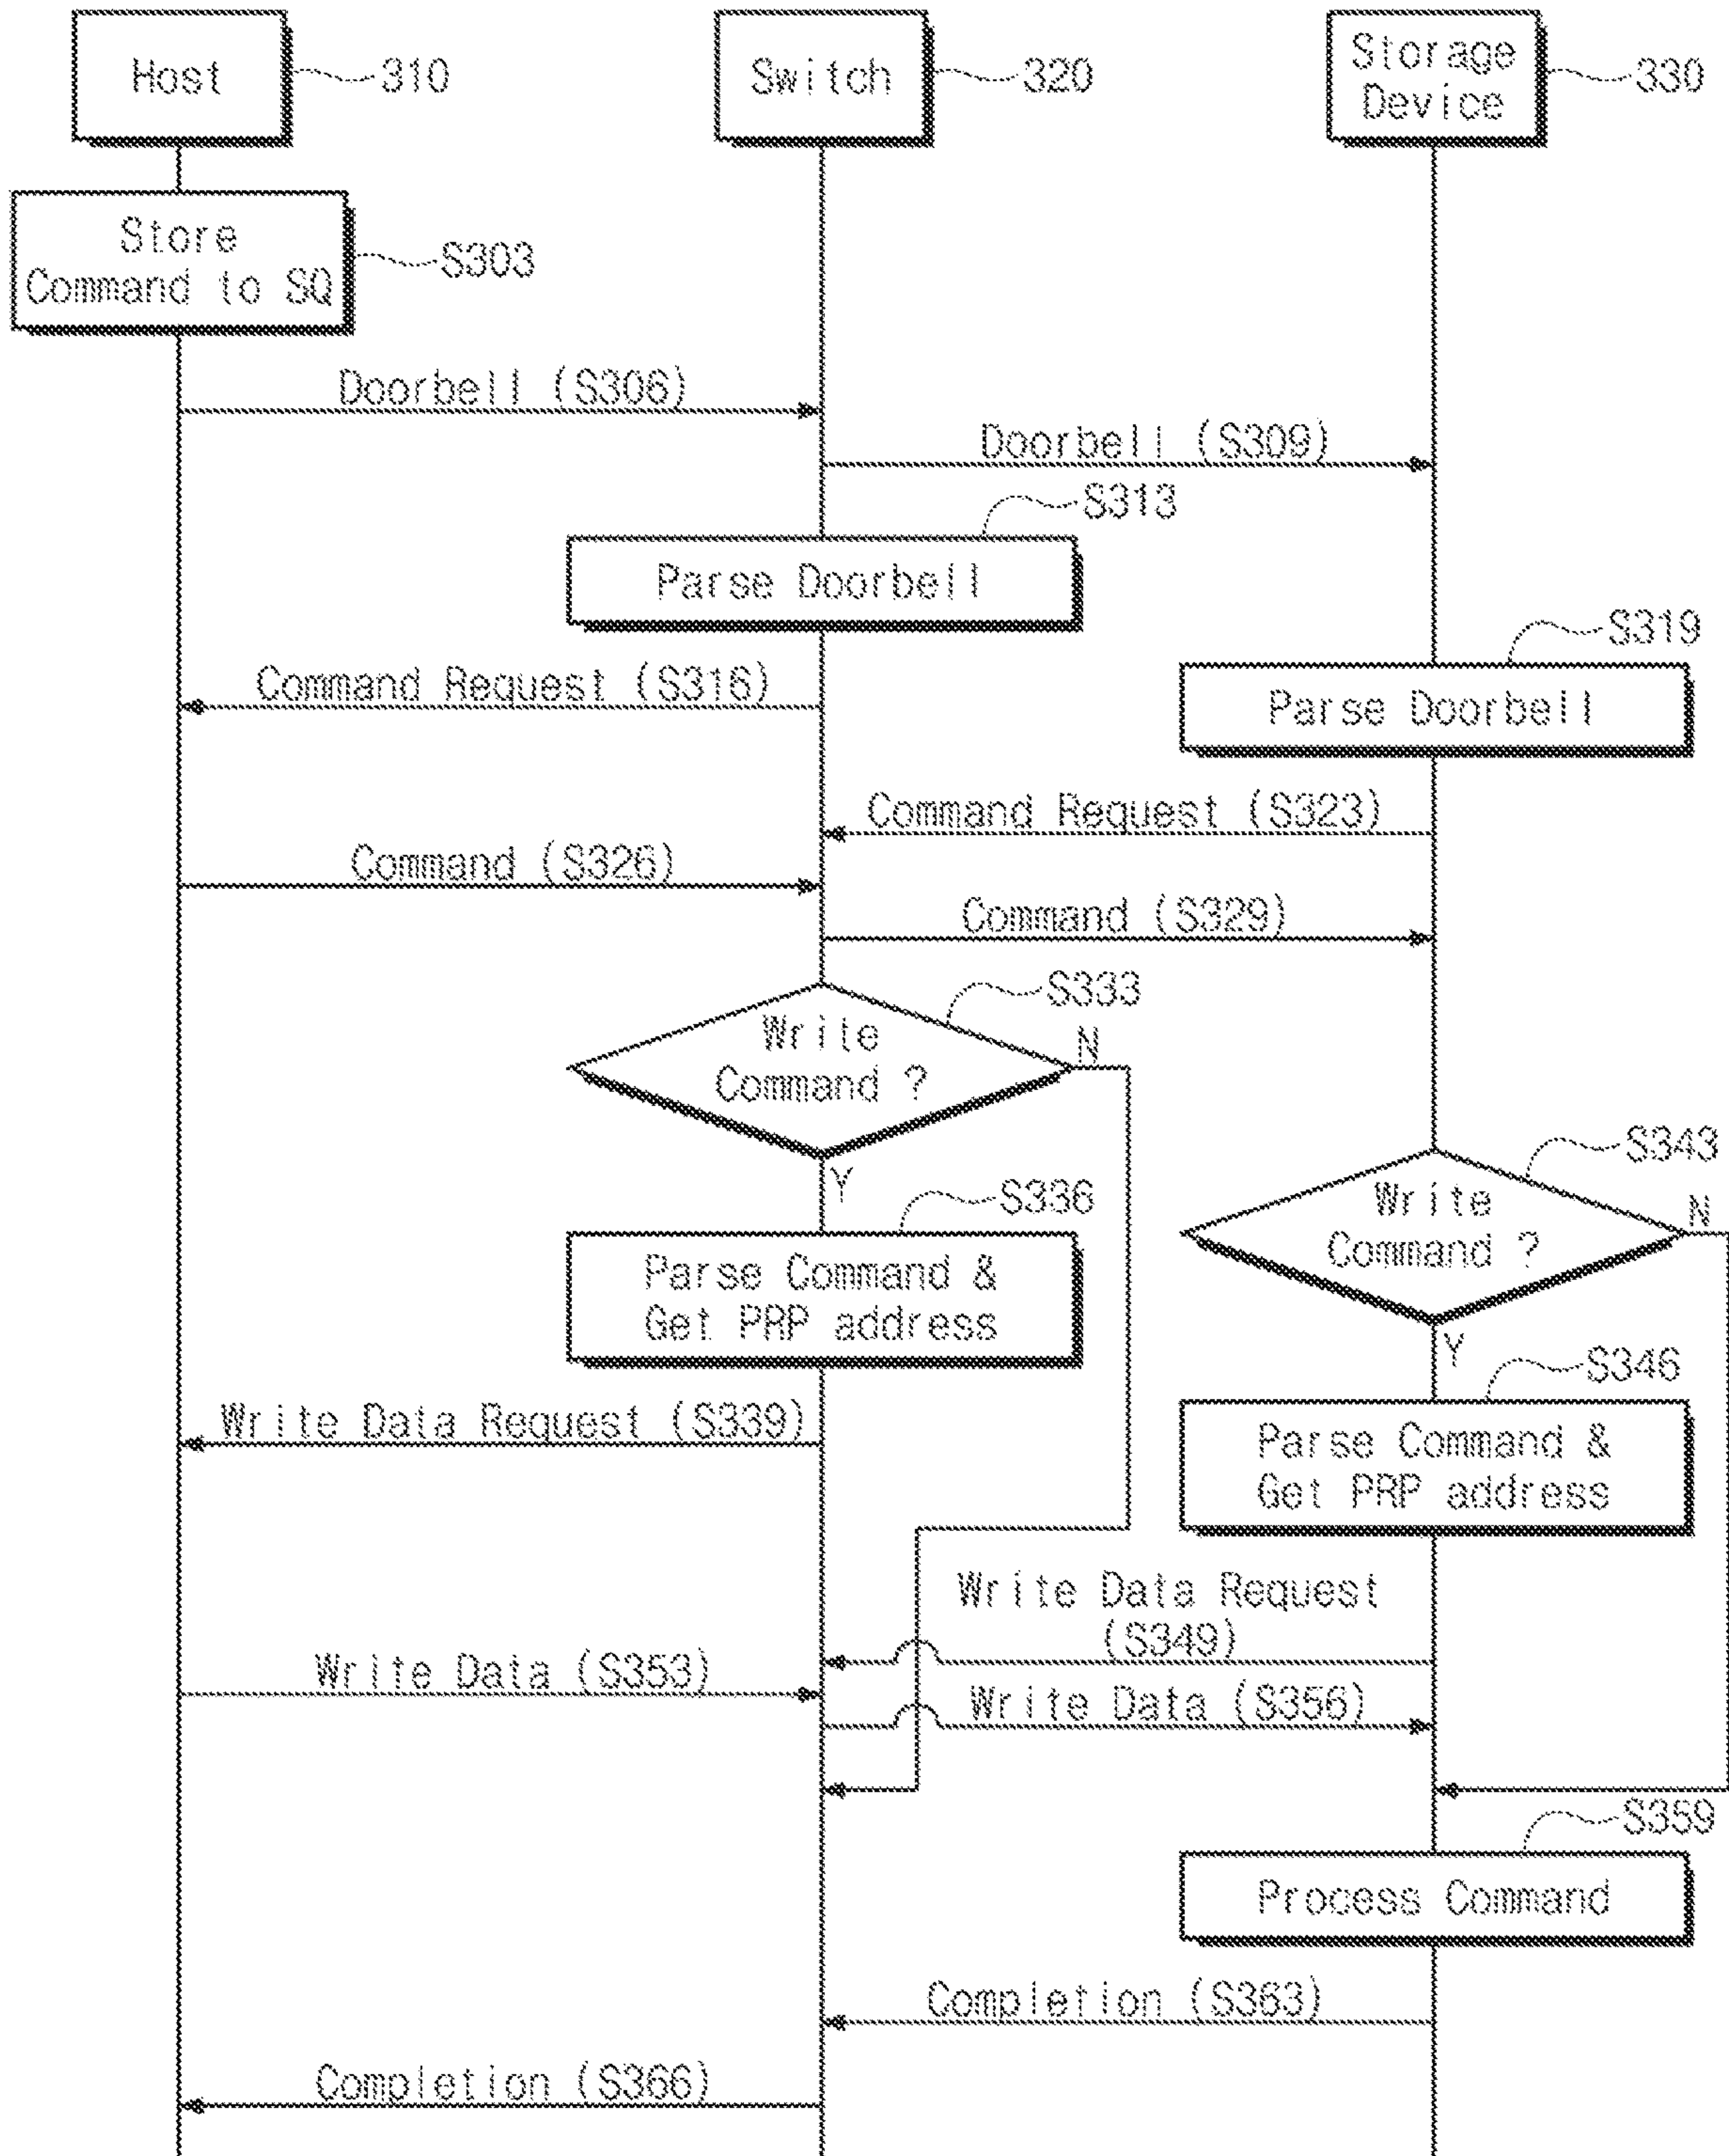 Host
310
Switch
320
Storage
Device
330
Store
Command to SQ
S303
Doorbell (S306)
Doorbell (S309)
S313
Parse Doorbell
S319
Command Request (S316)
Parse Doorbell
Command Request (S323)
Command (S326)
Command (S329)
S333
Write
Command ?
N
Y
S343
Write
Command ?
N
S336
Parse Command &
Get PRP address
Y
S346
Write Data Request (S339)
Parse Command &
Get PRP address
Write Data Request
(S349)
Write Data (S353)
Write Data (S356)
S359
Process Command
Completion (S363)
Completion (S366)